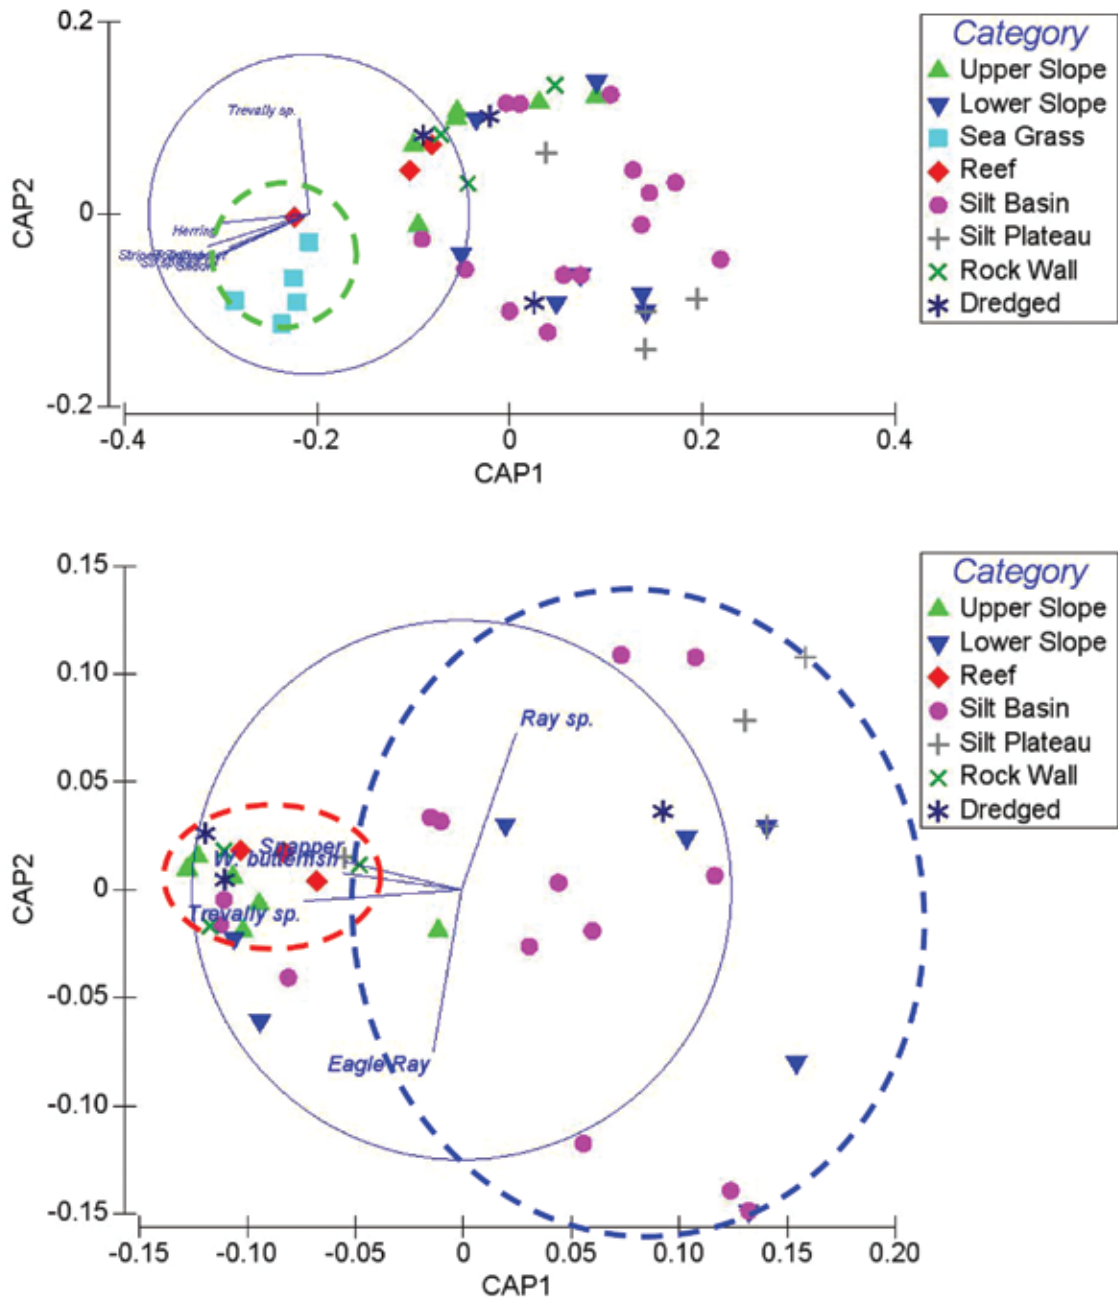 0.2
0
-0.2
CAP2
-0.4
-0.2
0
0.2
0.4
CAP1
Trevally sp.
Herring
Category
Upper Slope
Lower Slope
Sea Grass
Reef
Silt Basin
Silt Plateau
Rock Wall
Dredged
0.15
0.10
0.05
0
-0.05
-0.10
-0.15
CAP2
-0.15
-0.10
-0.05
0
0.05
0.10
0.15
0.20
CAP1
Ray sp.
Snapper
W. butterfish
Trevally sp.
Eagle Ray
Category
Upper Slope
Lower Slope
Reef
Silt Basin
Silt Plateau
Rock Wall
Dredged